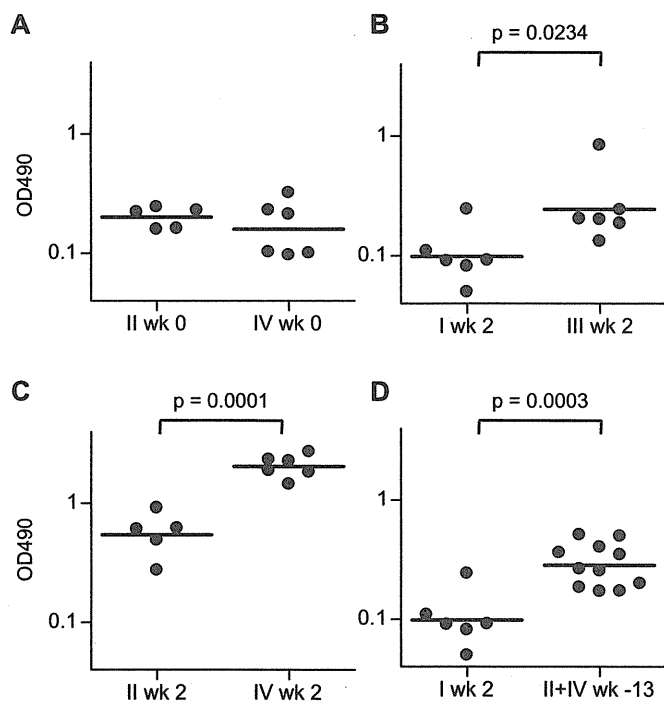 A
OD490
1
0.1
II wk 0 IV wk 0
B
p = 0.0234
1
0.1
I wk 2 III wk 2
C
p = 0.0001
OD490
1
0.1
II wk 2 IV wk 2
D
p = 0.0003
1
0.1
I wk 2 II+IV wk -13